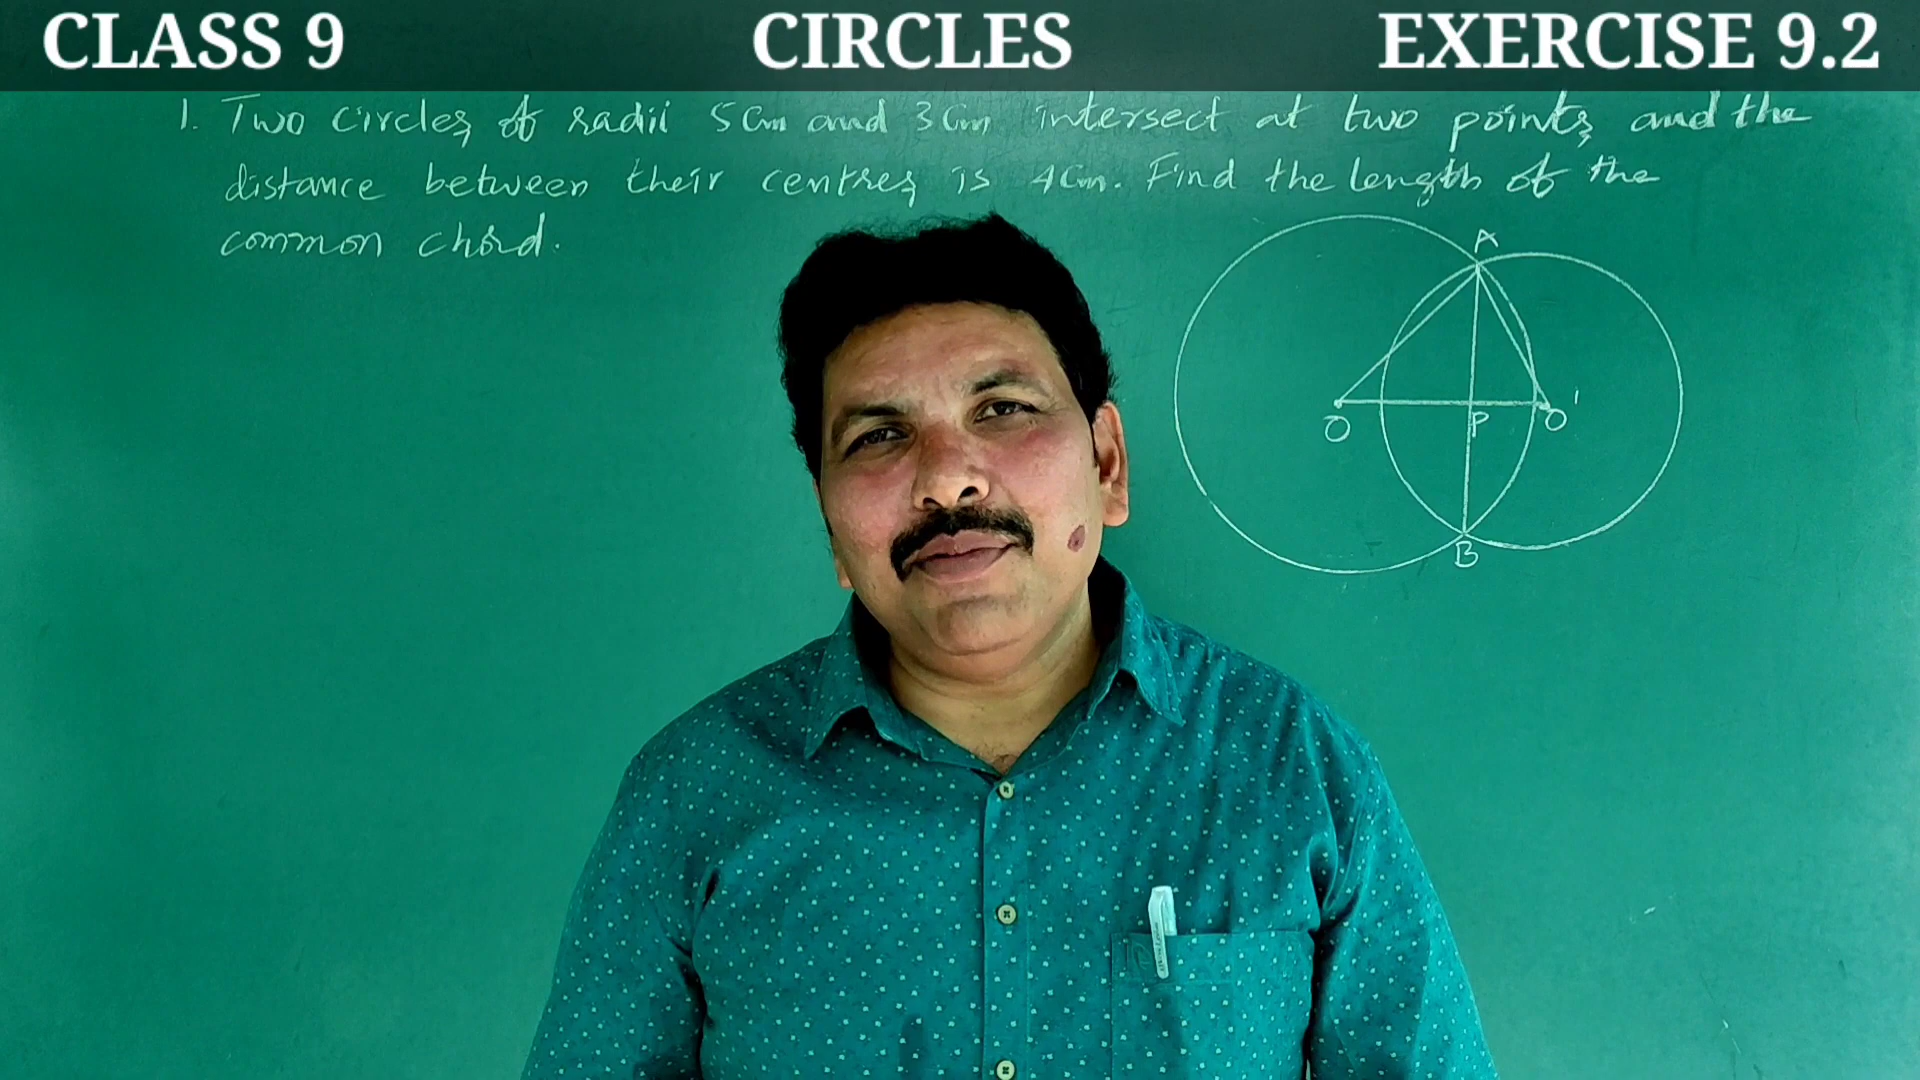 CLASS 9 CIRCLES EXERCISE 9.2
1. Two circles of radii 5cm and 3cm intersect at two points and the
distance between their centres is 4cm. Find the length of the
common chord.
A
O P O'
B